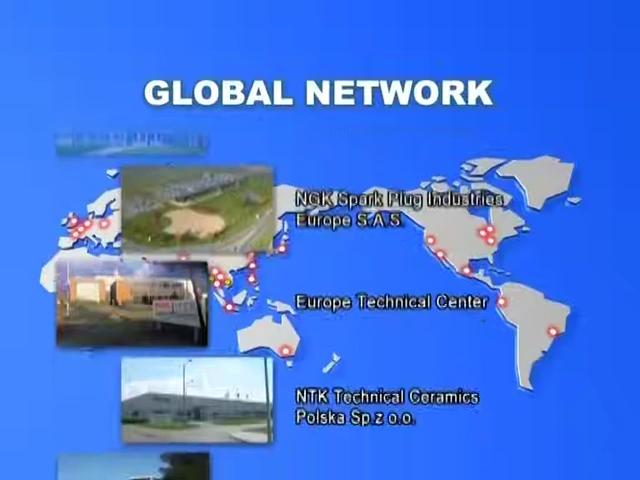 GLOBAL NETWORK
NGK Spark Plug Industries
Europe S.A.S.
Europe Technical Center
NTK Technical Ceramics
Polska Sp.z o.o.